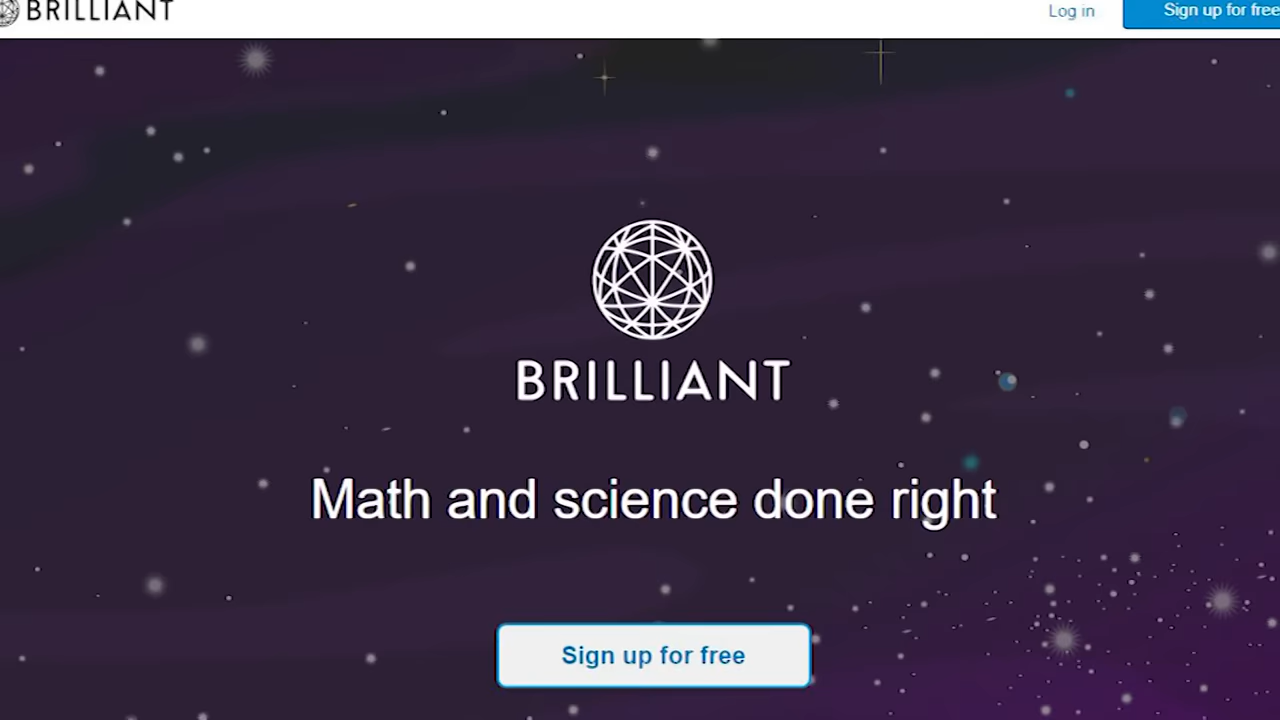 BRILLIANT
Log in
Sign up for free
BRILLIANT
Math and science done right
Sign up for free